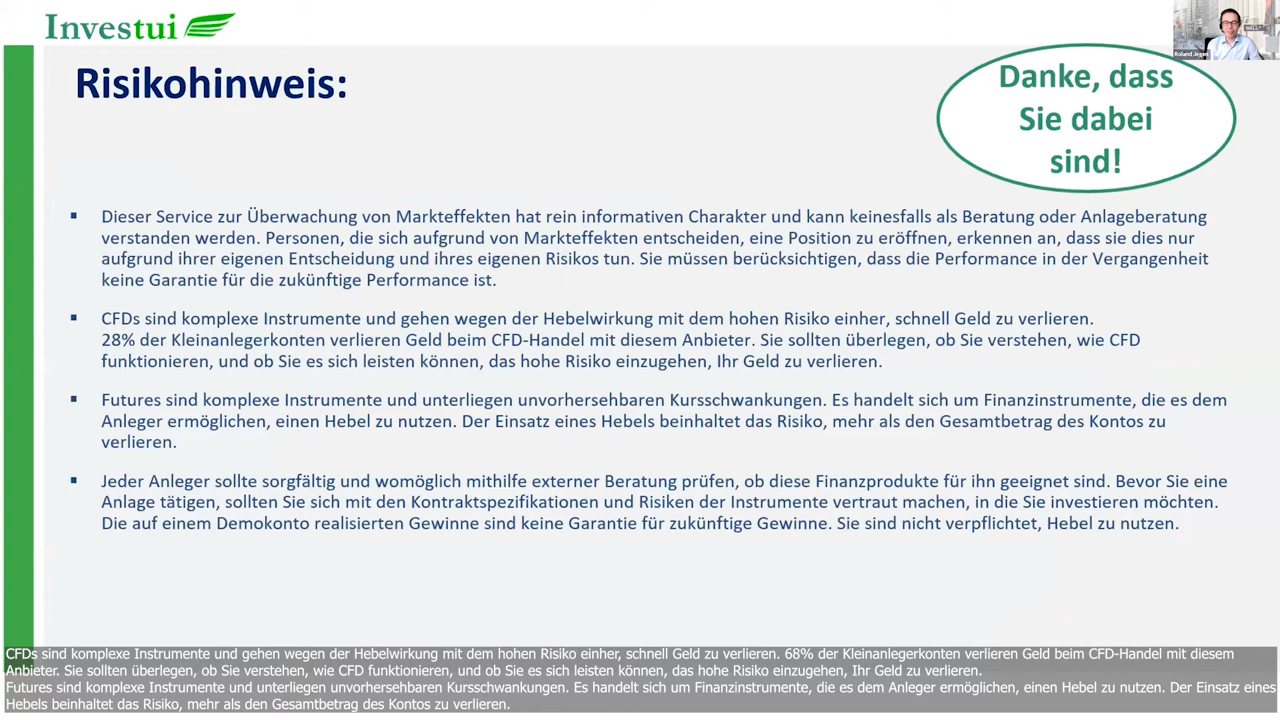 Investui
Roland Jegen
WALL
Risikohinweis:
Danke, dass
Sie dabei
sind!
▪ Dieser Service zur Überwachung von Markteffekten hat rein informativen Charakter und kann keinesfalls als Beratung oder Anlageberatung
verstanden werden. Personen, die sich aufgrund von Markteffekten entscheiden, eine Position zu eröffnen, erkennen an, dass sie dies nur
aufgrund ihrer eigenen Entscheidung und ihres eigenen Risikos tun. Sie müssen berücksichtigen, dass die Performance in der Vergangenheit
keine Garantie für die zukünftige Performance ist.
▪ CFDs sind komplexe Instrumente und gehen wegen der Hebelwirkung mit dem hohen Risiko einher, schnell Geld zu verlieren.
28% der Kleinanlegerkonten verlieren Geld beim CFD-Handel mit diesem Anbieter. Sie sollten überlegen, ob Sie verstehen, wie CFD
funktionieren, und ob Sie es sich leisten können, das hohe Risiko einzugehen, Ihr Geld zu verlieren.
▪ Futures sind komplexe Instrumente und unterliegen unvorhersehbaren Kursschwankungen. Es handelt sich um Finanzinstrumente, die es dem
Anleger ermöglichen, einen Hebel zu nutzen. Der Einsatz eines Hebels beinhaltet das Risiko, mehr als den Gesamtbetrag des Kontos zu
verlieren.
▪ Jeder Anleger sollte sorgfältig und womöglich mithilfe externer Beratung prüfen, ob diese Finanzprodukte für ihn geeignet sind. Bevor Sie eine
Anlage tätigen, sollten Sie sich mit den Kontraktspezifikationen und Risiken der Instrumente vertraut machen, in die Sie investieren möchten.
Die auf einem Demokonto realisierten Gewinne sind keine Garantie für zukünftige Gewinne. Sie sind nicht verpflichtet, Hebel zu nutzen.
CFDs sind komplexe Instrumente und gehen wegen der Hebelwirkung mit dem hohen Risiko einher, schnell Geld zu verlieren. 68% der Kleinanlegerkonten verlieren Geld beim CFD-Handel mit diesem
Anbieter. Sie sollten überlegen, ob Sie verstehen, wie CFD funktionieren, und ob Sie es sich leisten können, das hohe Risiko einzugehen, Ihr Geld zu verlieren.
Futures sind komplexe Instrumente und unterliegen unvorhersehbaren Kursschwankungen. Es handelt sich um Finanzinstrumente, die es dem Anleger ermöglichen, einen Hebel zu nutzen. Der Einsatz eines
Hebels beinhaltet das Risiko, mehr als den Gesamtbetrag des Kontos zu verlieren.